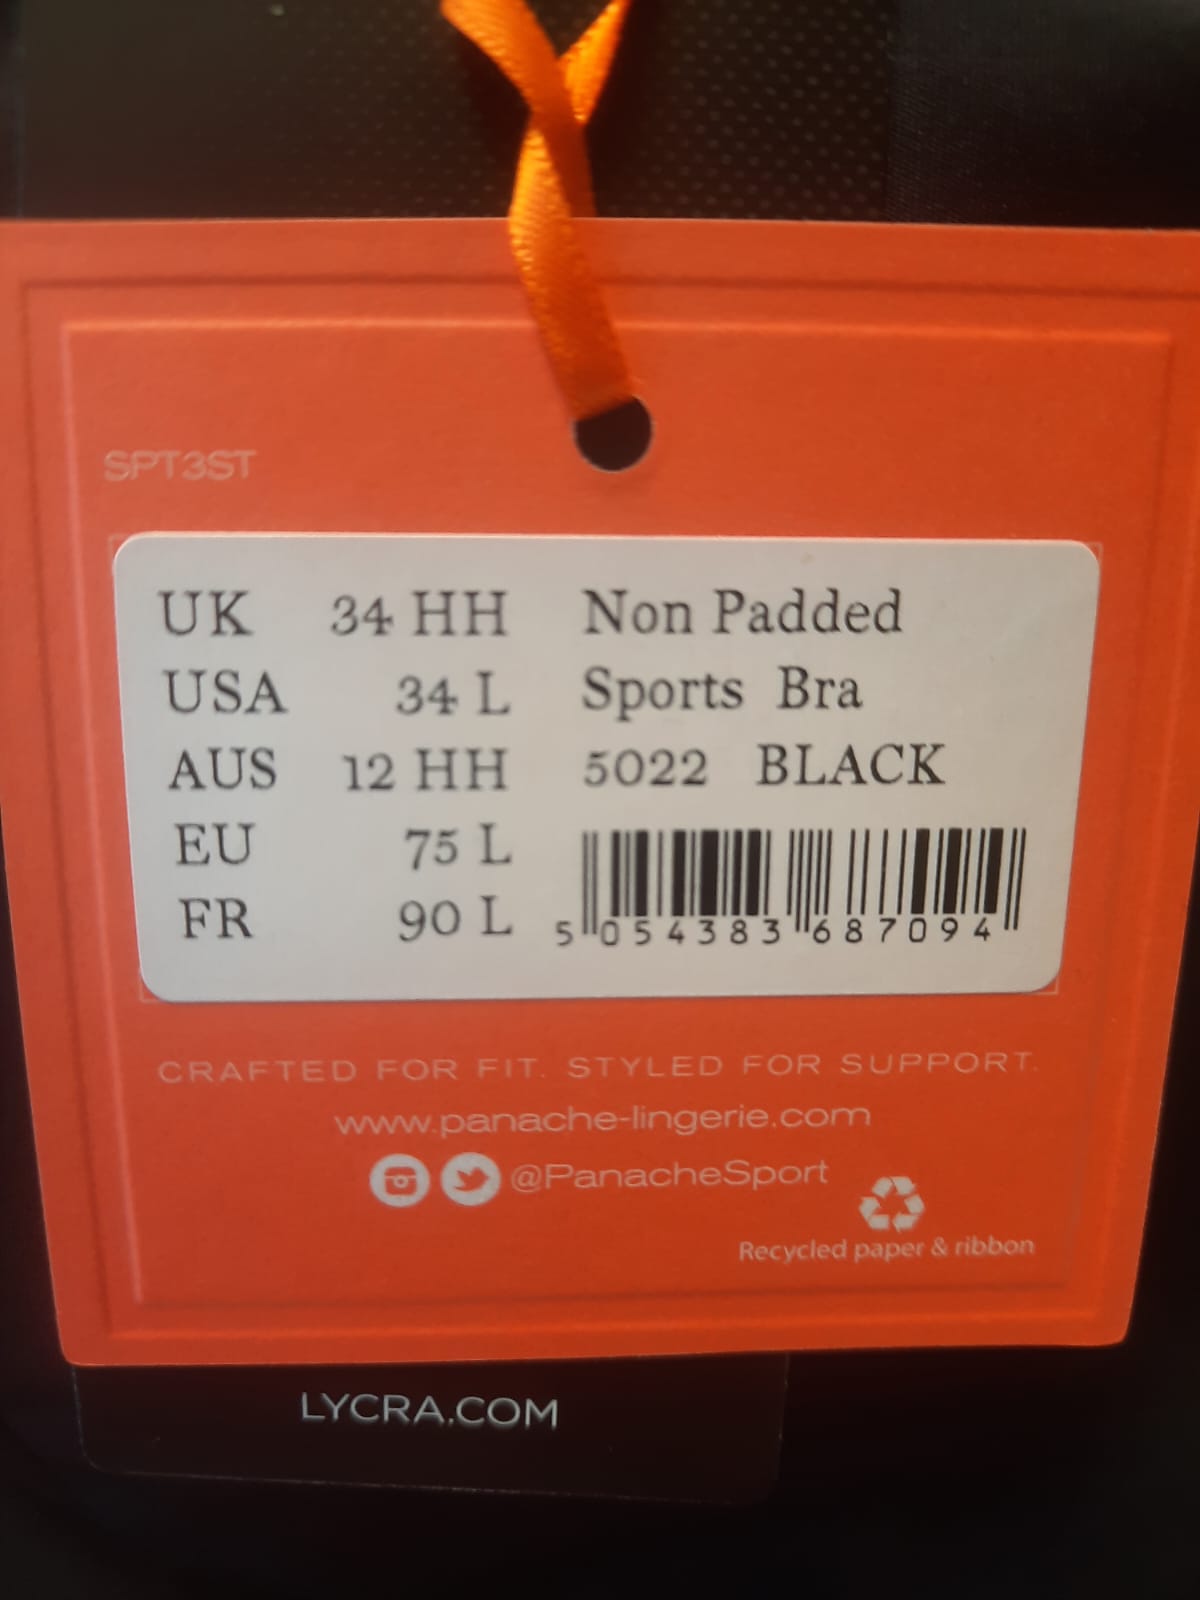 SPT3ST
UK 34 HH Non Padded
USA 34 L Sports Bra
AUS 12 HH 5022 BLACK
EU 75 L
FR 90 L 5 054383 687094
CRAFTED FOR FIT. STYLED FOR SUPPORT.
www.panache-lingerie.com
@PanacheSport
Recycled paper & ribbon
LYCRA.COM